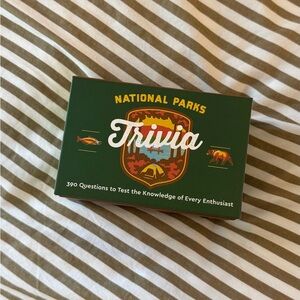 NATIONAL PARKS
Trivia
390 Questions to Test the Knowledge of Every Enthusiast